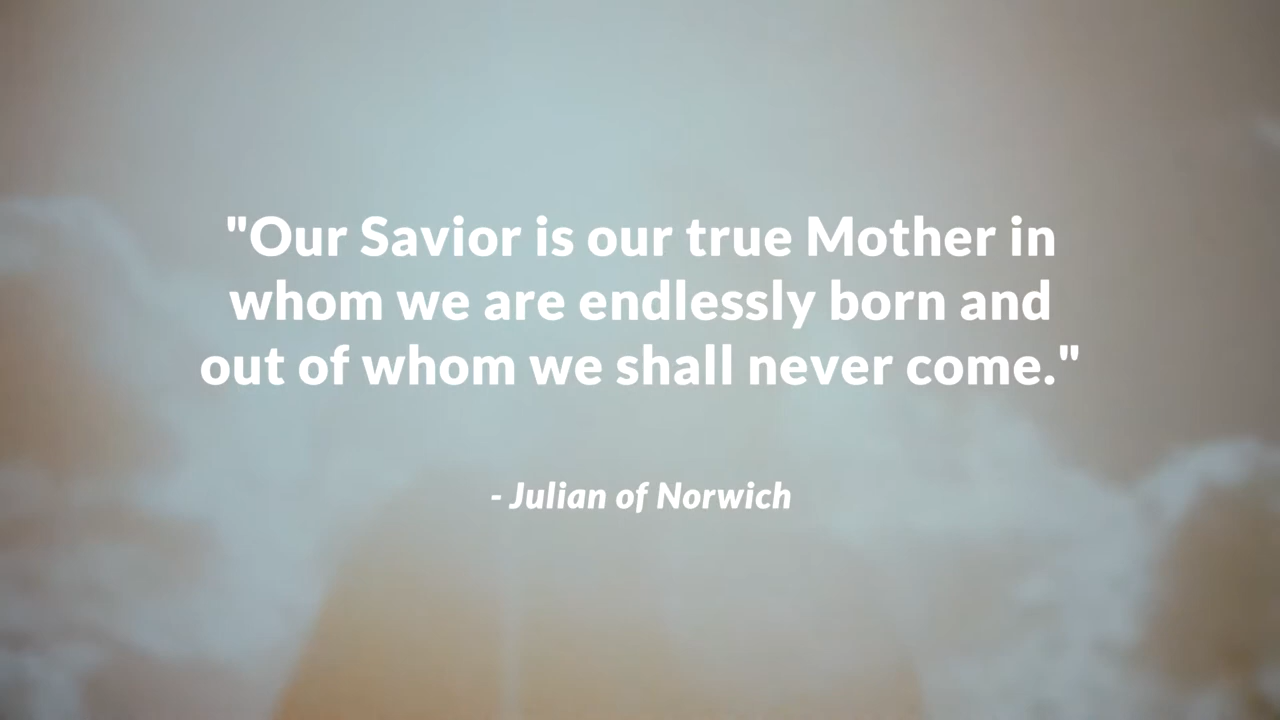 "Our Savior is our true Mother in
whom we are endlessly born and
out of whom we shall never come."
- Julian of Norwich